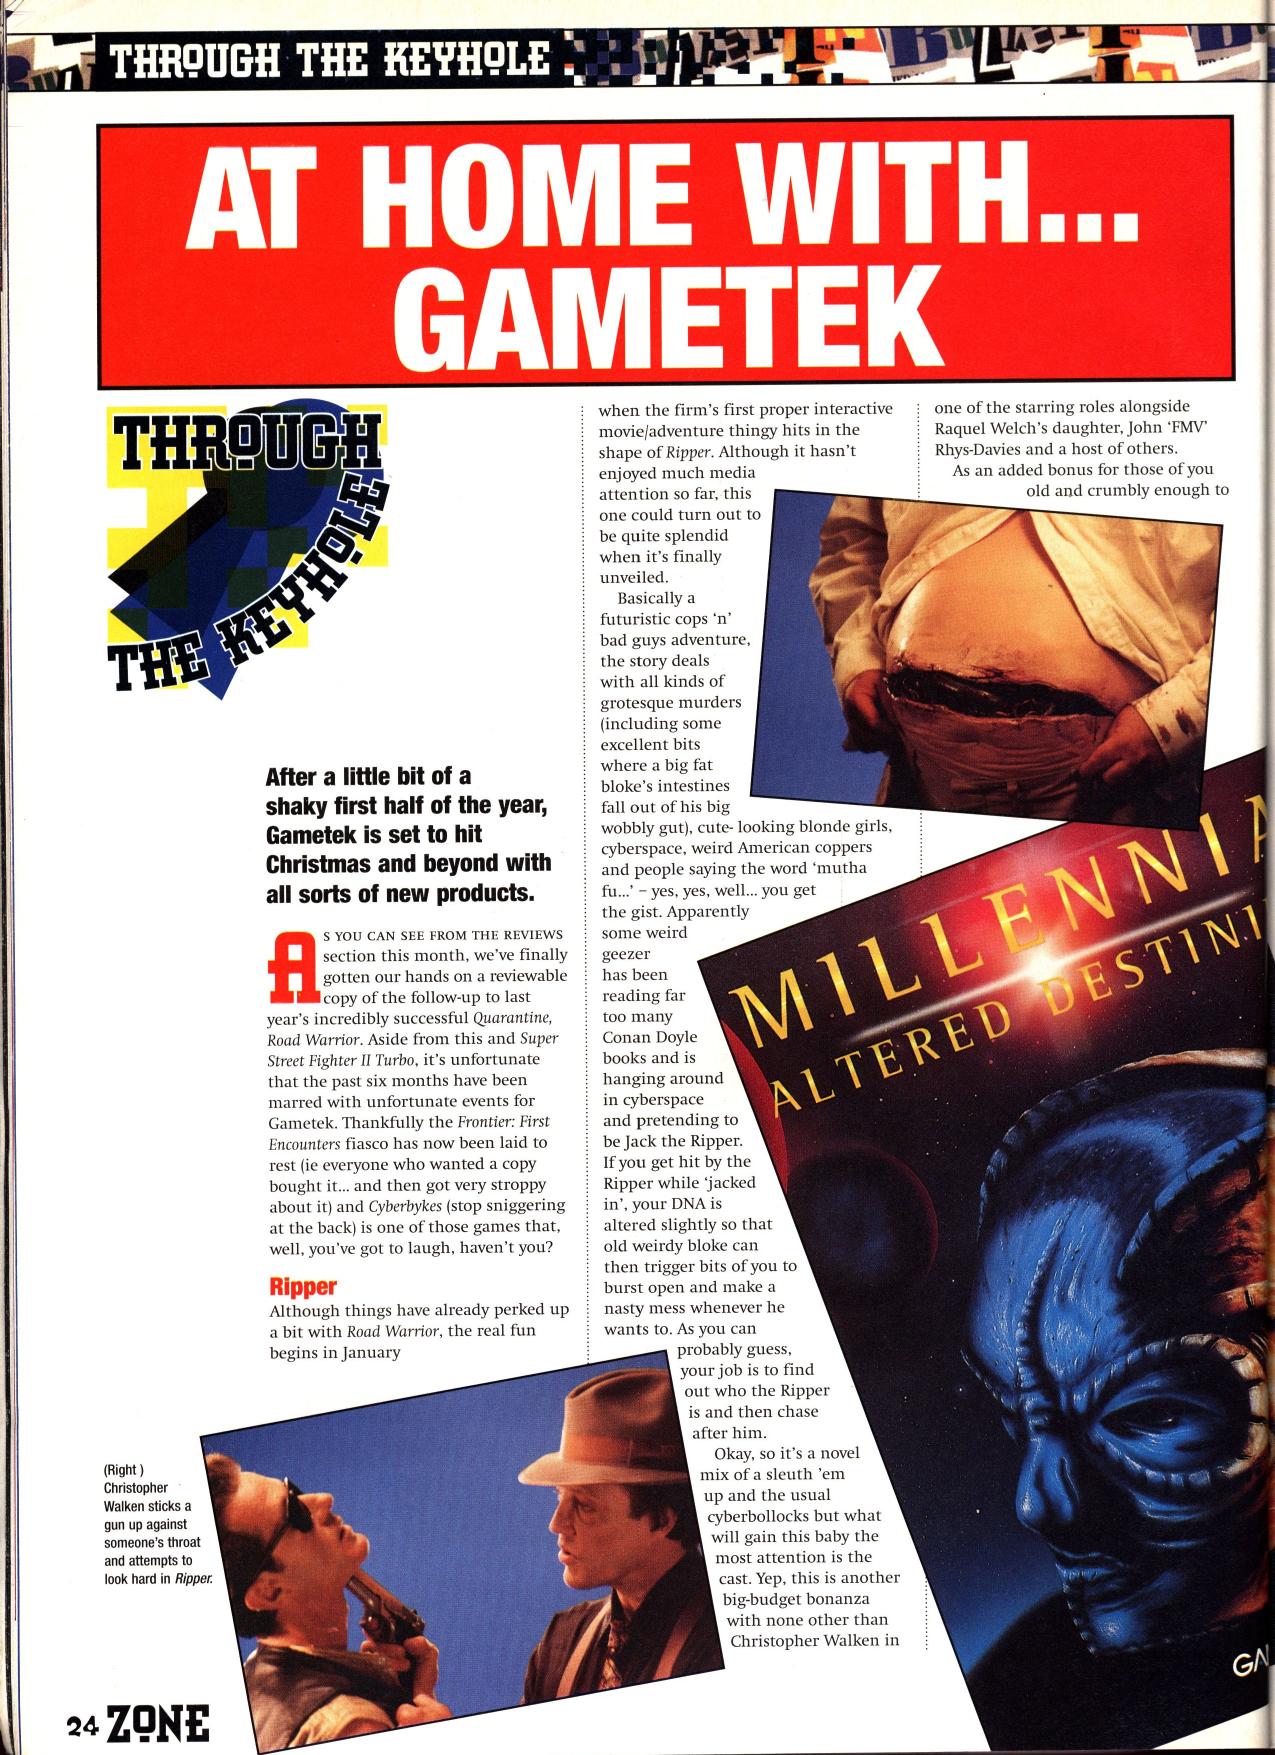 THROUGH THE KEYHOLE
AT HOME WITH...
GAMETEK
THROUGH
THE KEYHOLE
After a little bit of a
shaky first half of the year,
Gametek is set to hit
Christmas and beyond with
all sorts of new products.
AS YOU CAN SEE FROM THE REVIEWS
section this month, we've finally
gotten our hands on a reviewable
copy of the follow-up to last
year's incredibly successful Quarantine,
Road Warrior. Aside from this and Super
Street Fighter II Turbo, it's unfortunate
that the past six months have been
marred with unfortunate events for
Gametek. Thankfully the Frontier: First
Encounters fiasco has now been laid to
rest (ie everyone who wanted a copy
bought it... and then got very stroppy
about it) and Cyberbykes (stop sniggering
at the back) is one of those games that,
well, you've got to laugh, haven't you?
Ripper
Although things have already perked up
a bit with Road Warrior, the real fun
begins in January
when the firm's first proper interactive
movie/adventure thingy hits in the
shape of Ripper. Although it hasn't
enjoyed much media
attention so far, this
one could turn out to
be quite splendid
when it's finally
unveiled.
Basically a
futuristic cops 'n'
bad guys adventure,
the story deals
with all kinds of
grotesque murders
(including some
excellent bits
where a big fat
bloke's intestines
fall out of his big
wobbly gut), cute- looking blonde girls,
cyberspace, weird American coppers
and people saying the word 'mutha
fu...' – yes, yes, well... you get
the gist. Apparently
some weird
geezer
has been
reading far
too many
Conan Doyle
books and is
hanging around
in cyberspace
and pretending to
be Jack the Ripper.
If you get hit by the
Ripper while 'jacked
in', your DNA is
altered slightly so that
old weirdy bloke can
then trigger bits of you to
burst open and make a
nasty mess whenever he
wants to. As you can
probably guess,
your job is to find
out who the Ripper
is and then chase
after him.
Okay, so it's a novel
mix of a sleuth 'em
up and the usual
cyberbollocks but what
will gain this baby the
most attention is the
cast. Yep, this is another
big-budget bonanza
with none other than
Christopher Walken in
one of the starring roles alongside
Raquel Welch's daughter, John 'FMV'
Rhys-Davies and a host of others.
As an added bonus for those of you
old and crumbly enough to
MILLENNIA
ALTERED DESTINI
GA
(Right )
Christopher
Walken sticks a
gun up against
someone's throat
and attempts to
look hard in Ripper.
24 ZONE